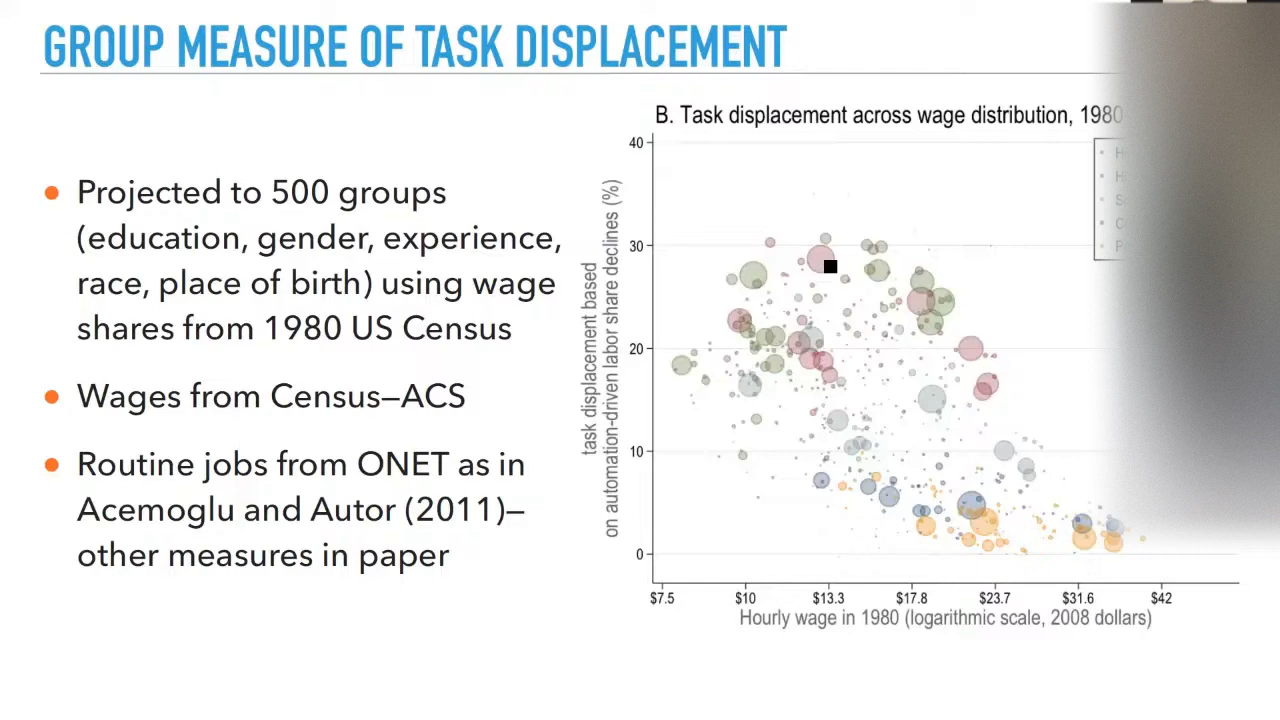 GROUP MEASURE OF TASK DISPLACEMENT
Projected to 500 groups
(education, gender, experience,
race, place of birth) using wage
shares from 1980 US Census
Wages from Census—ACS
Routine jobs from ONET as in
Acemoglu and Autor (2011)—
other measures in paper
B. Task displacement across wage distribution, 1980
task displacement based
on automation-driven labor share declines (%)
40
30
20
10
0
$7.5 $10 $13.3 $17.8 $23.7 $31.6 $42
Hourly wage in 1980 (logarithmic scale, 2008 dollars)